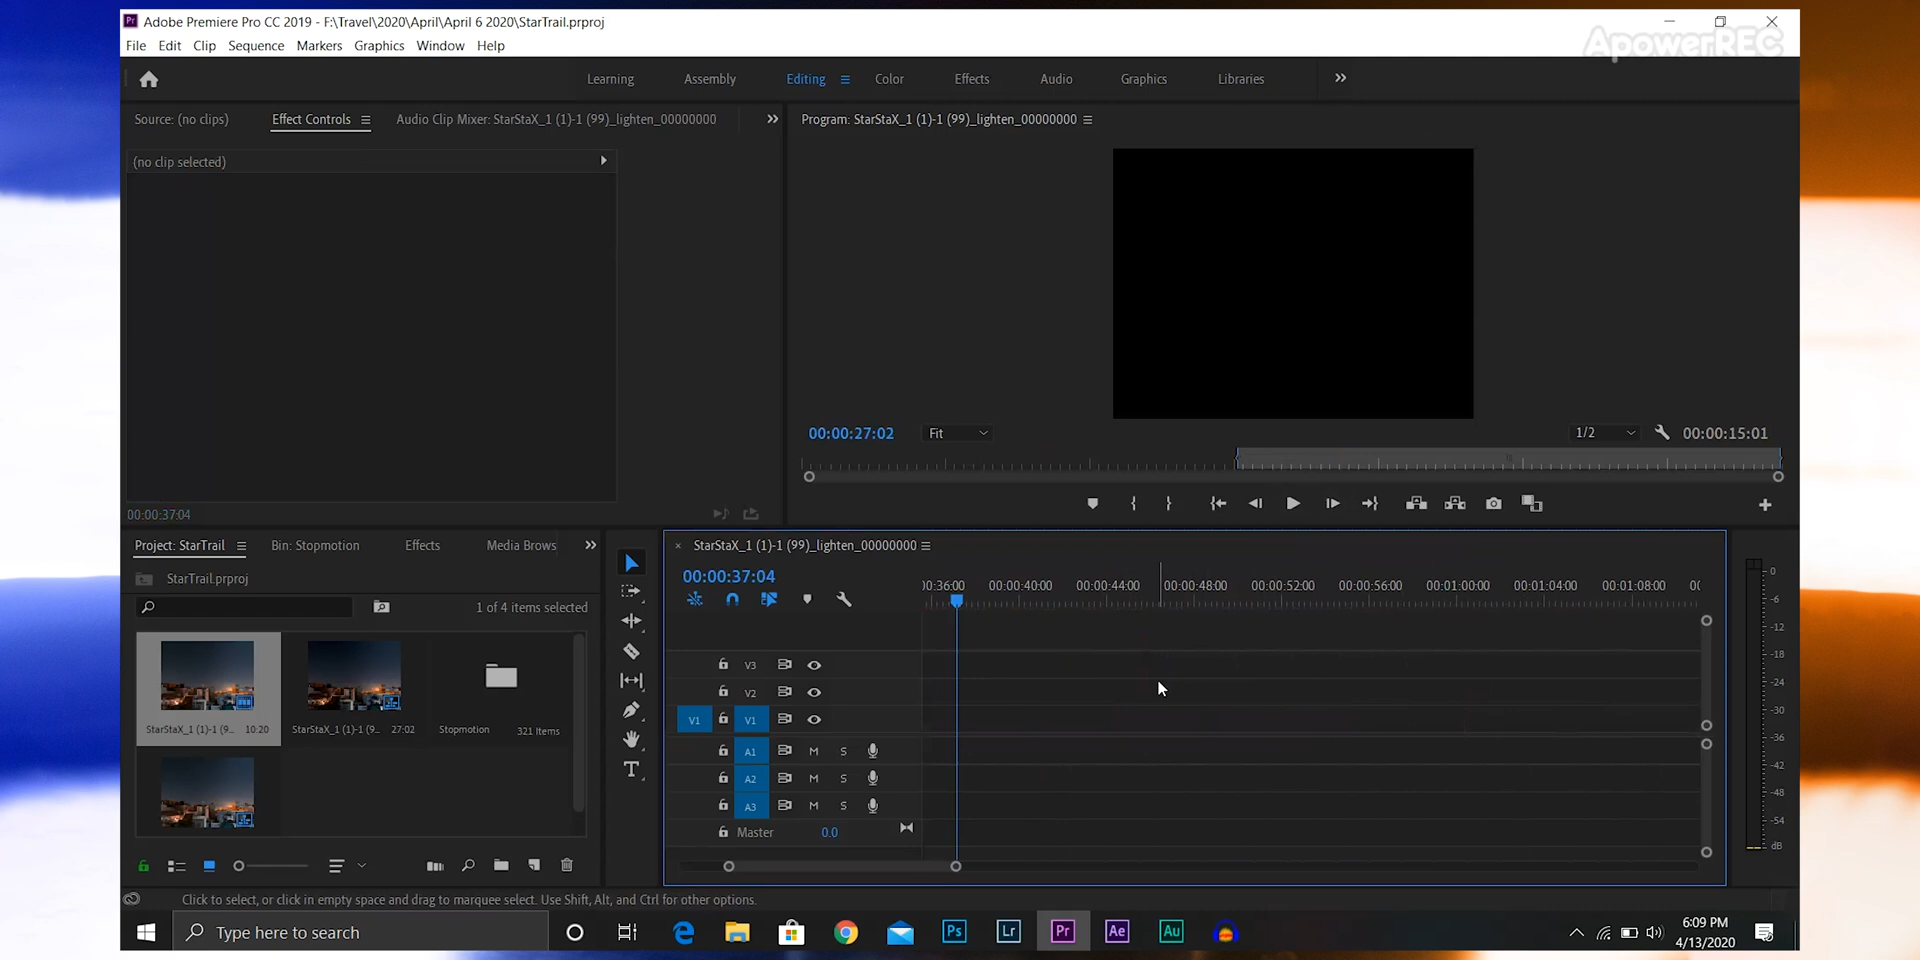 Adobe Premiere Pro CC 2019 - F:\Travel\2020\April\April 6 2020\StarTrail.prproj
ApowerREC
File Edit Clip Sequence Markers Graphics Window Help
Learning Assembly Editing Color Effects Audio Graphics Libraries
Source: (no clips) Effect Controls Audio Clip Mixer: StarStaX_1 (1)-1 (99)_lighten_00000000
Program: StarStaX_1 (1)-1 (99)_lighten_00000000
(no clip selected)
00:00:27:02 Fit 1/2 00:00:15:01
00:00:37:04
Project: StarTrail Bin: Stopmotion Effects Media Brows
StarTrail.prproj
1 of 4 items selected
StarStaX_1 (1)-1 (9... 10:20
StarStaX_1 (1)-1 (9... 27:02
Stopmotion 321 Items
StarStaX_1 (1)-1 (99)_lighten_00000000
00:00:37:04
:00:36:00 00:00:40:00 00:00:44:00 00:00:48:00 00:00:52:00 00:00:56:00 00:01:00:00 00:01:04:00 00:01:08:00 00
V3
V2
V1 V1
A1 M S
A2 M S
A3 M S
Master 0.0
0
-6
-12
-18
-24
-30
-36
-42
-48
-54
dB
Click to select, or click in empty space and drag to marquee select. Use Shift, Alt, and Ctrl for other options.
Type here to search
Ps Lr Pr Ae Au
6:09 PM
4/13/2020